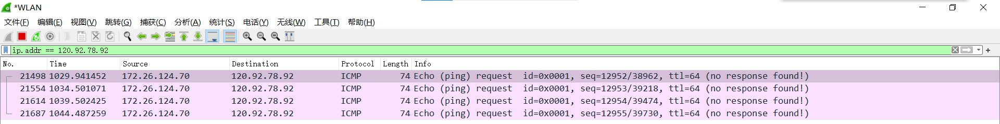 *WLAN
文件(F) 编辑(E) 视图(V) 跳转(G) 捕获(C) 分析(A) 统计(S) 电话(Y) 无线(W) 工具(T) 帮助(H)
ip.addr == 120.92.78.92
No. Time Source Destination Protocol Length Info
21498 1029.941452 172.26.124.70 120.92.78.92 ICMP 74 Echo (ping) request id=0x0001, seq=12952/38962, ttl=64 (no response found!)
21554 1034.501071 172.26.124.70 120.92.78.92 ICMP 74 Echo (ping) request id=0x0001, seq=12953/39218, ttl=64 (no response found!)
21614 1039.502425 172.26.124.70 120.92.78.92 ICMP 74 Echo (ping) request id=0x0001, seq=12954/39474, ttl=64 (no response found!)
21687 1044.487259 172.26.124.70 120.92.78.92 ICMP 74 Echo (ping) request id=0x0001, seq=12955/39730, ttl=64 (no response found!)